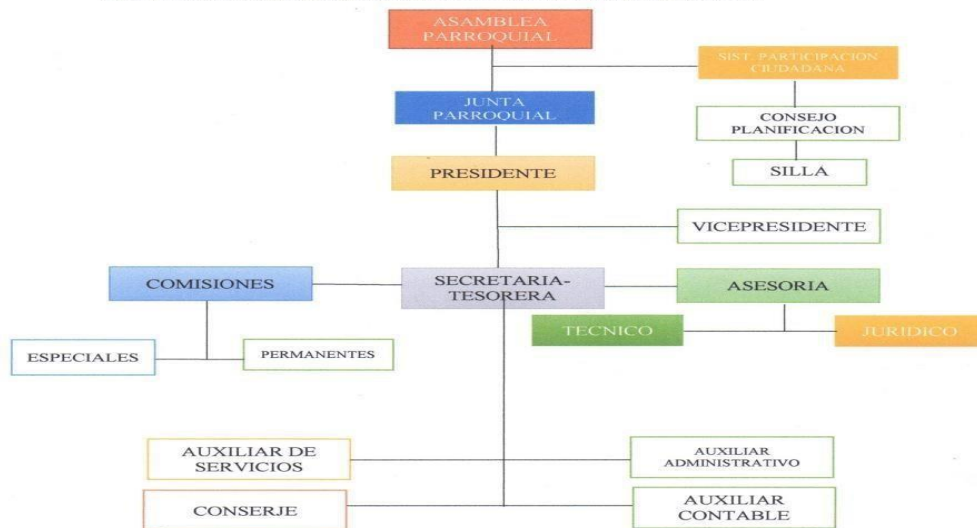 ASAMBLEA
PARROQUIAL
SIST. PARTICIPACION
CIUDADANA
JUNTA
PARROQUIAL
CONSEJO
PLANIFICACION
PRESIDENTE
SILLA
VICEPRESIDENTE
COMISIONES
SECRETARIA-
TESORERA
ASESORIA
TECNICO
JURIDICO
ESPECIALES
PERMANENTES
AUXILIAR DE
SERVICIOS
AUXILIAR
ADMINISTRATIVO
CONSERJE
AUXILIAR
CONTABLE